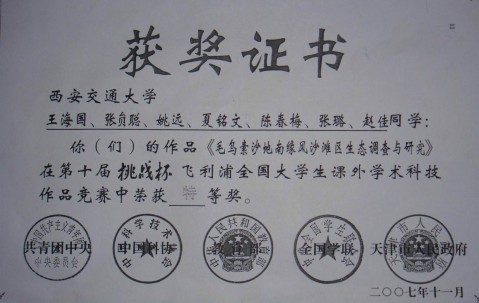 获奖证书
西安交通大学
王海国、张贞聪、姚远、夏铭文、陈春梅、张璐、赵佳同学：
你（们）的作品《毛乌素沙地南缘风沙滩区生态调查与研究》
在第十届 挑战杯 飞利浦全国大学生课外学术科技
作品竞赛中荣获 叁 等奖。
共青团中央 中国科协 教育部 全国学联 天津市人民政府
二〇〇七年十一月